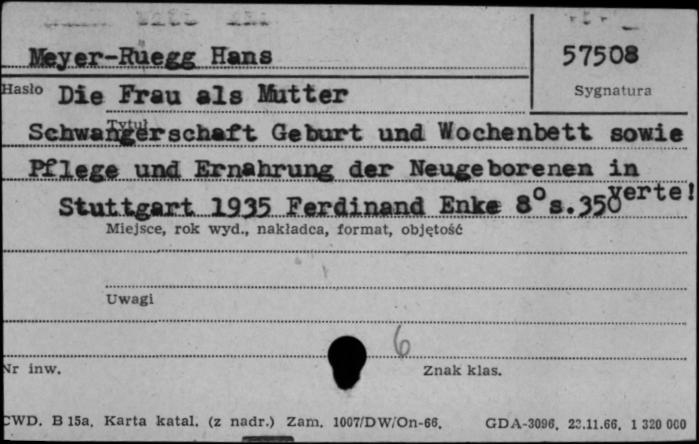 Meyer-Ruegg Hans
57508
Hasło Die Frau als Mutter
Sygnatura
Tytuł
Schwangerschaft Geburt und Wochenbett sowie
Pflege und Ernahrung der Neugeborenen in
verte!
Stuttgart 1935 Ferdinand Enke 8° s.350
Miejsce, rok wyd., nakładca, format, objętość
Uwagi
6
Nr inw.
Znak klas.
CWD. B 15a. Karta katal. (z nadr.) Zam. 1007/DW/On-66. GDA-3096. 23.11.66. 1 320 000